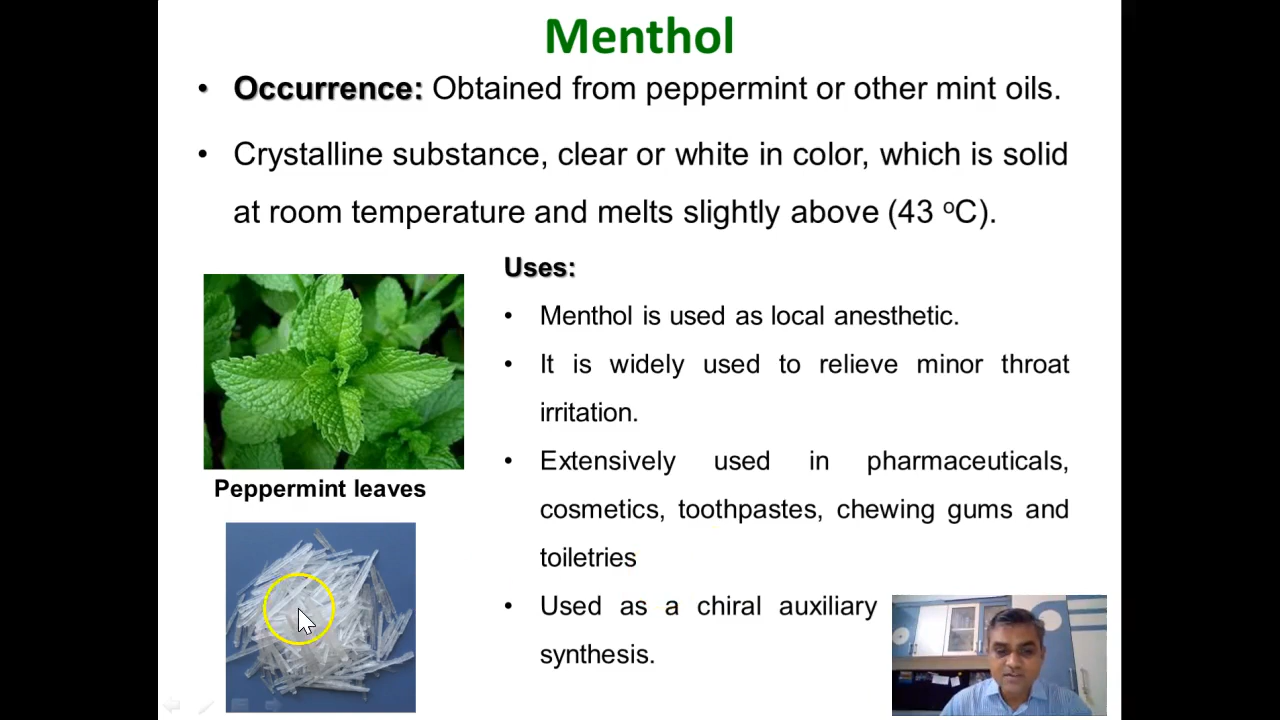 Menthol
• Occurrence: Obtained from peppermint or other mint oils.
• Crystalline substance, clear or white in color, which is solid
at room temperature and melts slightly above (43 ºC).
Uses:
• Menthol is used as local anesthetic.
• It is widely used to relieve minor throat
irritation.
• Extensively used in pharmaceuticals,
cosmetics, toothpastes, chewing gums and
toiletries
• Used as a chiral auxiliary
synthesis.
Peppermint leaves